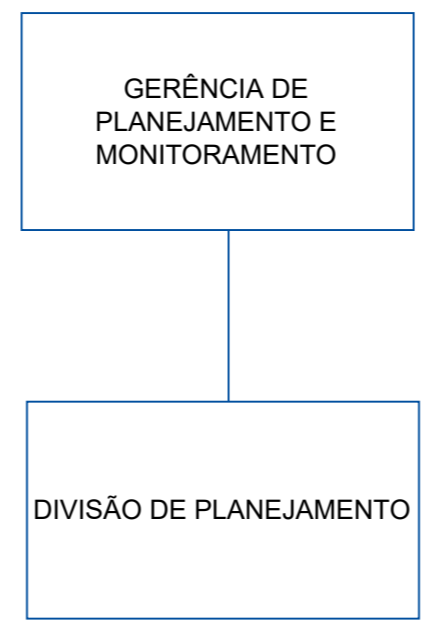 GERÊNCIA DE
PLANEJAMENTO E
MONITORAMENTO
DIVISÃO DE PLANEJAMENTO